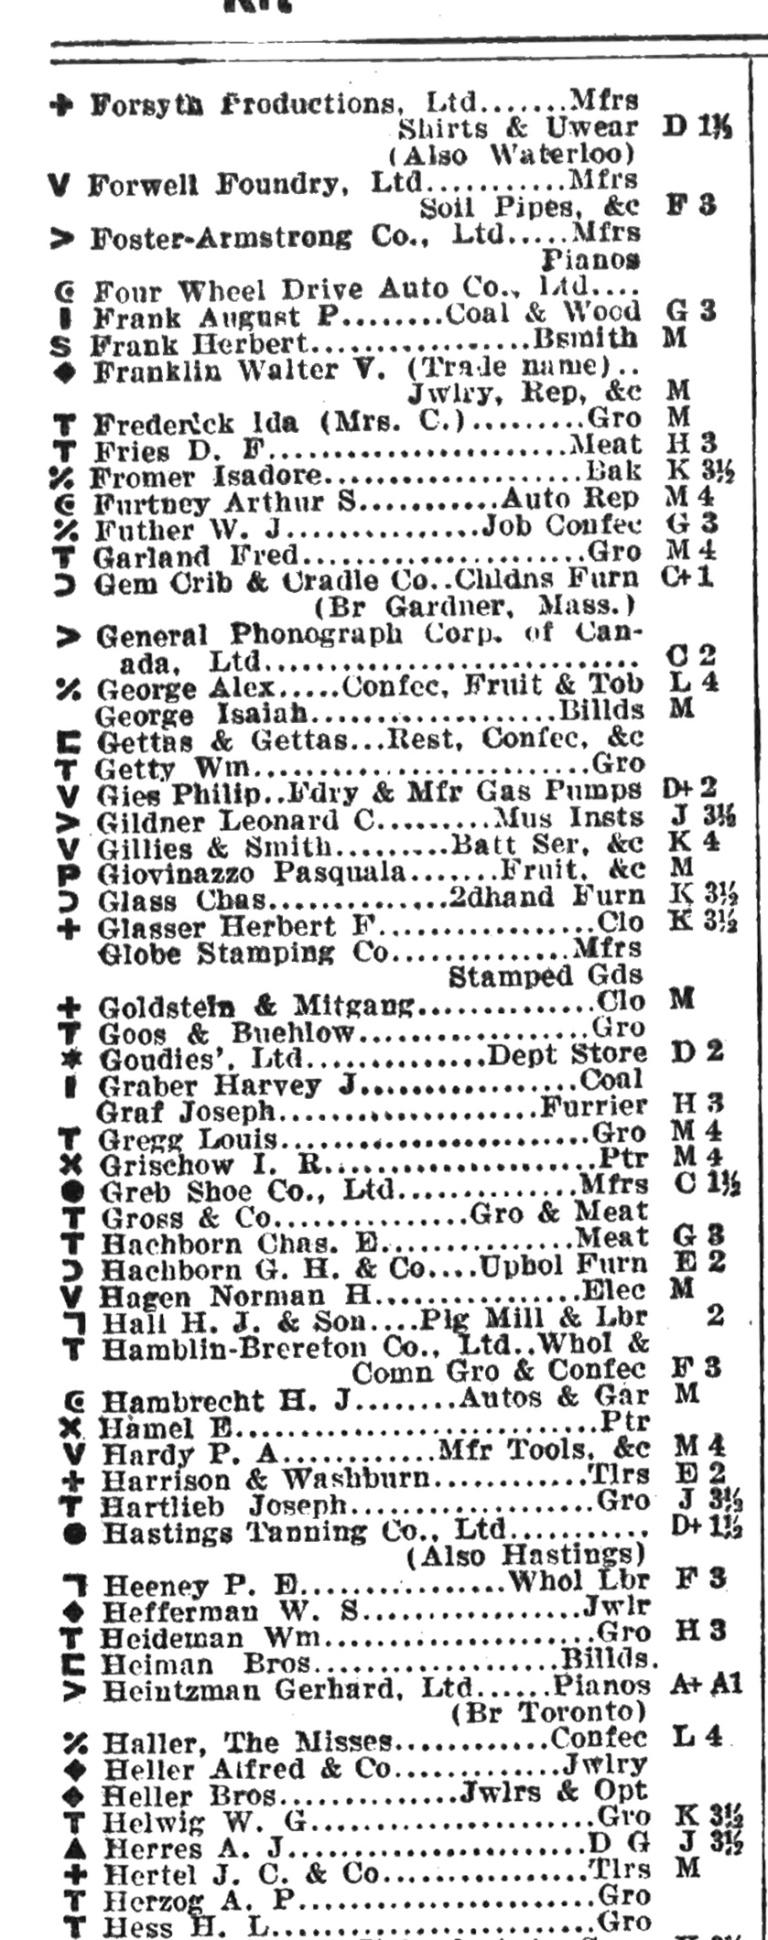 Kit
✚ Forsyth Productions, Ltd.......Mfrs
Shirts & Uwear D 1½
(Also Waterloo)
V Forwell Foundry, Ltd...........Mfrs
Soil Pipes, &c F 3
> Foster-Armstrong Co., Ltd.....Mfrs
Pianos
Four Wheel Drive Auto Co., Ltd....
Frank August P........Coal & Wood G 3
S Frank Herbert.................Bsmith M
◆ Franklin Walter V. (Trade name)..
Jwlry, Rep, &c M
T Frederick Ida (Mrs. C.).........Gro M
T Fries D. F.......................Meat H 3
٪ Fromer Isadore....................Bak K 3½
Furtney Arthur S...........Auto Rep M 4
٪ Futher W. J...............Job Confec G 3
T Garland Fred......................Gro M 4
Ɔ Gem Crib & Cradle Co..Chldns Furn C+ 1
(Br Gardner, Mass.)
> General Phonograph Corp. of Can-
ada, Ltd............................. C 2
٪ George Alex.....Confec, Fruit & Tob L 4
George Isaiah...................Billds M
⊏ Gettas & Gettas...Rest, Confec, &c
T Getty Wm..........................Gro
V Gies Philip..Fdry & Mfr Gas Pumps D+ 2
> Gildner Leonard C.........Mus Insts J 3½
V Gillies & Smith.........Batt Ser, &c K 4
P Giovinazzo Pasquala.......Fruit, &c M
Ɔ Glass Chas..............2dhand Furn K 3½
✚ Glasser Herbert F.................Clo K 3½
Globe Stamping Co..............Mfrs
Stamped Gds
✚ Goldstein & Mitgang..............Clo M
T Goos & Buehlow..................Gro
✶ Goudies', Ltd..............Dept Store D 2
Graber Harvey J.................Coal
Graf Joseph....................Furrier H 3
T Gregg Louis........................Gro M 4
✕ Grischow I. R.....................Ptr M 4
● Greb Shoe Co., Ltd..............Mfrs C 1½
T Gross & Co...............Gro & Meat
T Hachborn Chas. E...............Meat G 3
Ɔ Hachborn G. H. & Co....Uphol Furn E 2
V Hagen Norman H................Elec M
ㄱ Hall H. J. & Son....Plg Mill & Lbr 2
T Hamblin-Brereton Co., Ltd..Whol &
Comn Gro & Confec F 3
Hambrecht H. J........Autos & Gar M
✕ Hamel E............................Ptr
V Hardy P. A............Mfr Tools, &c M 4
✚ Harrison & Washburn............Tlrs E 2
T Hartlieb Joseph...................Gro J 3½
● Hastings Tanning Co., Ltd........... D+ 1½
(Also Hastings)
ㄱ Heeney P. E................Whol Lbr F 3
◆ Hefferman W. S.................Jwlr
T Heideman Wm.....................Gro H 3
⊏ Heiman Bros...................Billds.
> Heintzman Gerhard, Ltd......Pianos A+ A1
(Br Toronto)
٪ Haller, The Misses............Confec L 4
◆ Heller Alfred & Co.............Jwlry
◆ Heller Bros..............Jwlrs & Opt
T Helwig W. G......................Gro K 3½
▲ Herres A. J.......................D G J 3½
✚ Hertel J. C. & Co................Tlrs M
T Herzog A. P.......................Gro
T Hess H. L.........................Gro